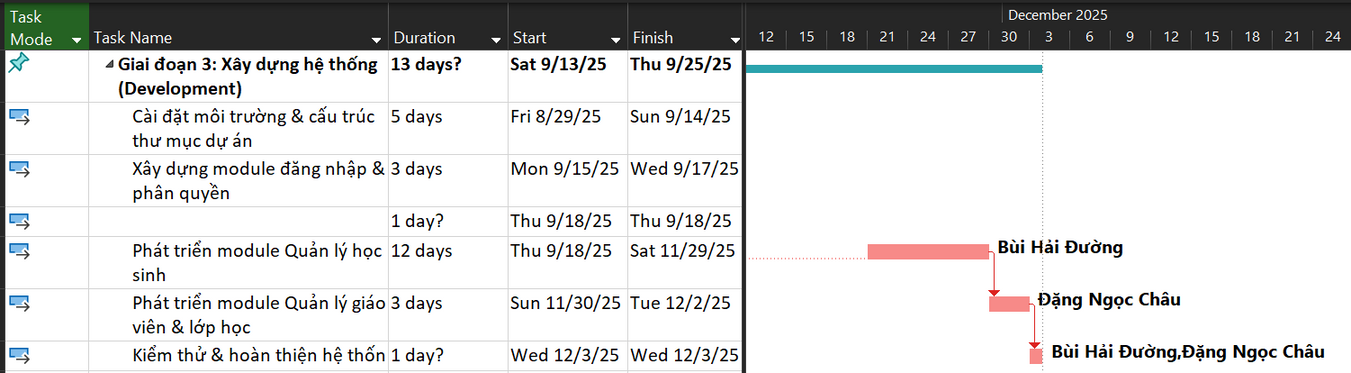 Task Mode
Task Name
Duration
Start
Finish
December 2025
12 15 18 21 24 27 30 3 6 9 12 15 18 21 24
Giai đoạn 3: Xây dựng hệ thống 13 days? Sat 9/13/25 Thu 9/25/25
(Development)
Cài đặt môi trường & cấu trúc 5 days Fri 8/29/25 Sun 9/14/25
thư mục dự án
Xây dựng module đăng nhập & 3 days Mon 9/15/25 Wed 9/17/25
phân quyền
1 day? Thu 9/18/25 Thu 9/18/25
Phát triển module Quản lý học 12 days Thu 9/18/25 Sat 11/29/25 Bùi Hải Đường
sinh
Phát triển module Quản lý giáo 3 days Sun 11/30/25 Tue 12/2/25 Đặng Ngọc Châu
viên & lớp học
Kiểm thử & hoàn thiện hệ thốn 1 day? Wed 12/3/25 Wed 12/3/25 Bùi Hải Đường,Đặng Ngọc Châu